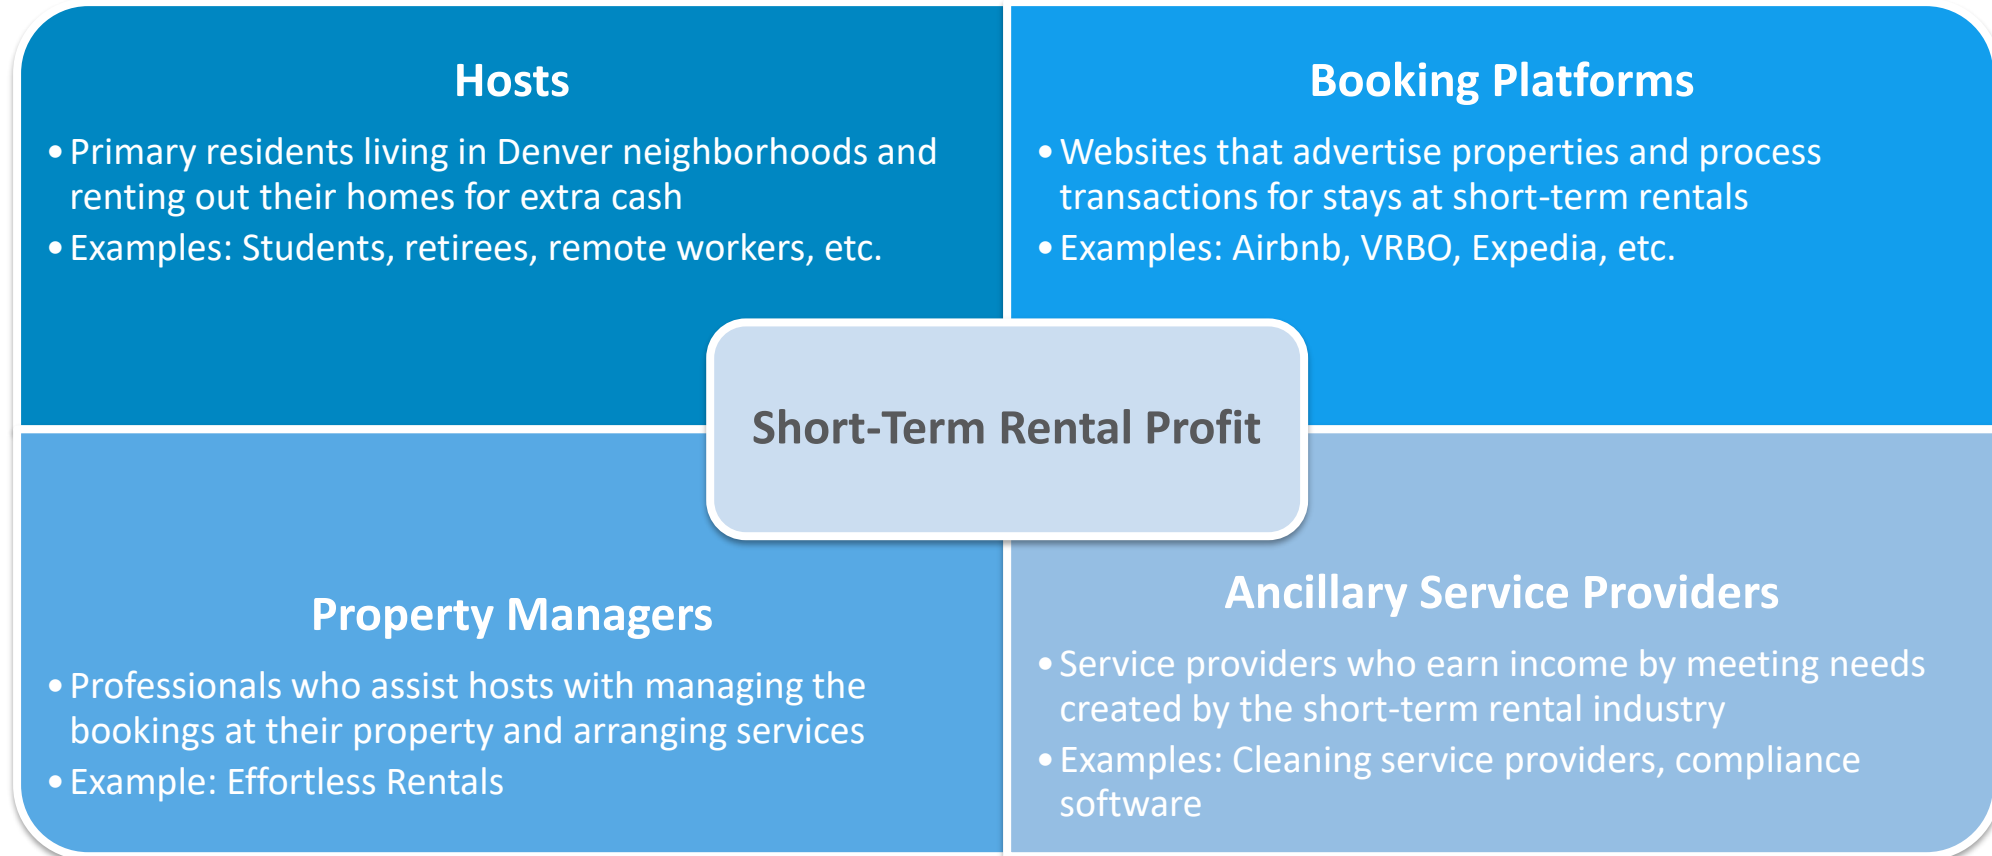 Hosts
• Primary residents living in Denver neighborhoods and
renting out their homes for extra cash
• Examples: Students, retirees, remote workers, etc.
Booking Platforms
• Websites that advertise properties and process
transactions for stays at short-term rentals
• Examples: Airbnb, VRBO, Expedia, etc.
Short-Term Rental Profit
Property Managers
• Professionals who assist hosts with managing the
bookings at their property and arranging services
• Example: Effortless Rentals
Ancillary Service Providers
• Service providers who earn income by meeting needs
created by the short-term rental industry
• Examples: Cleaning service providers, compliance
software